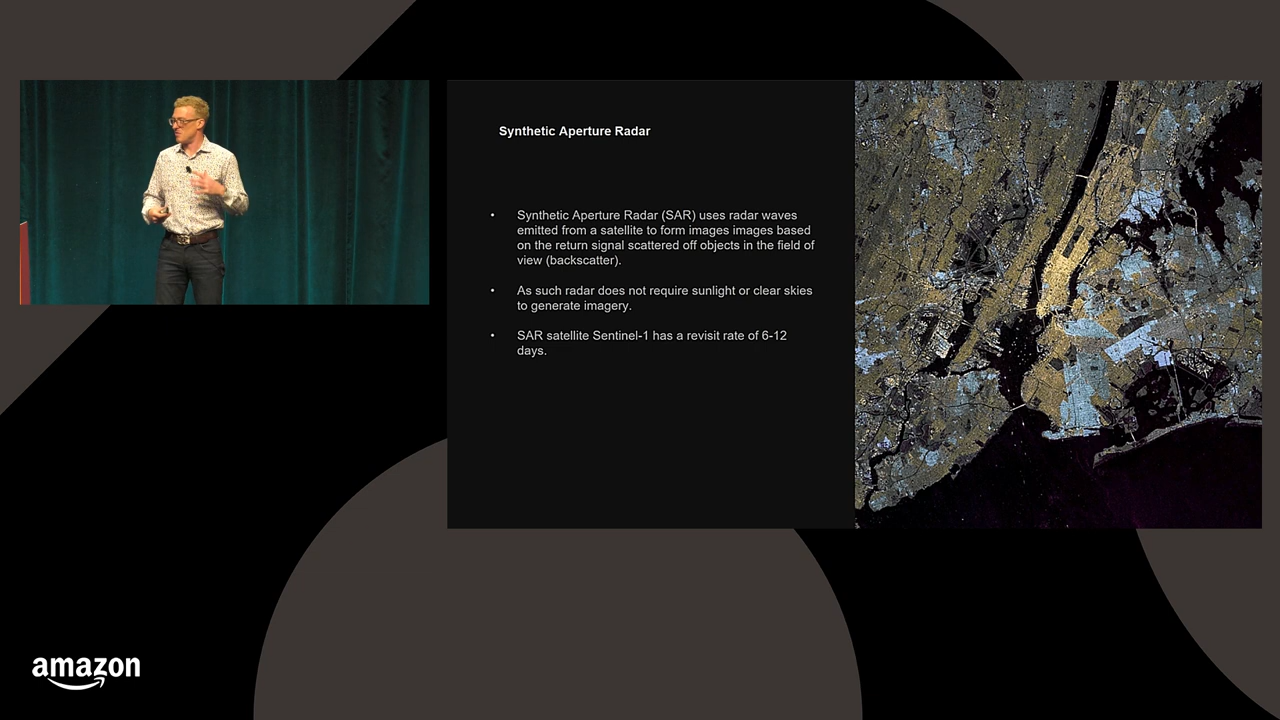 Synthetic Aperture Radar
• Synthetic Aperture Radar (SAR) uses radar waves
emitted from a satellite to form images images based
on the return signal scattered off objects in the field of
view (backscatter).
• As such radar does not require sunlight or clear skies
to generate imagery.
• SAR satellite Sentinel-1 has a revisit rate of 6-12
days.
amazon